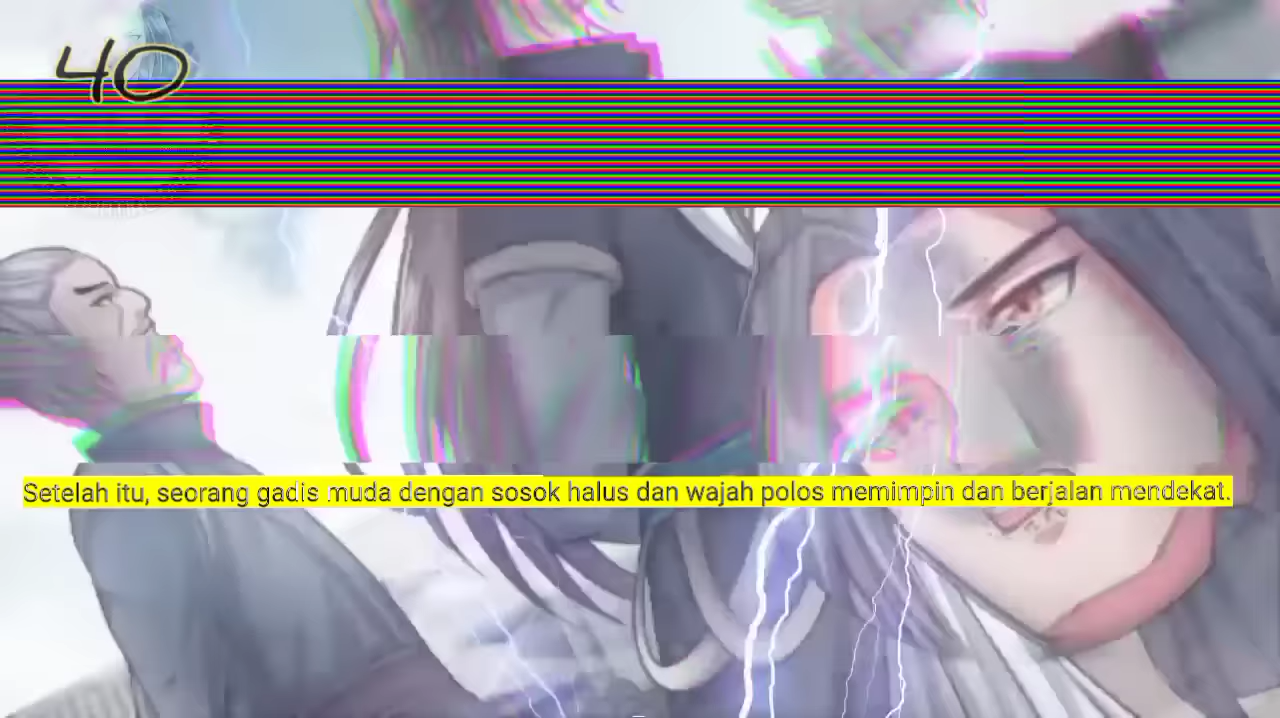 40
Setelah itu, seorang gadis muda dengan sosok halus dan wajah polos memimpin dan berjalan mendekat.